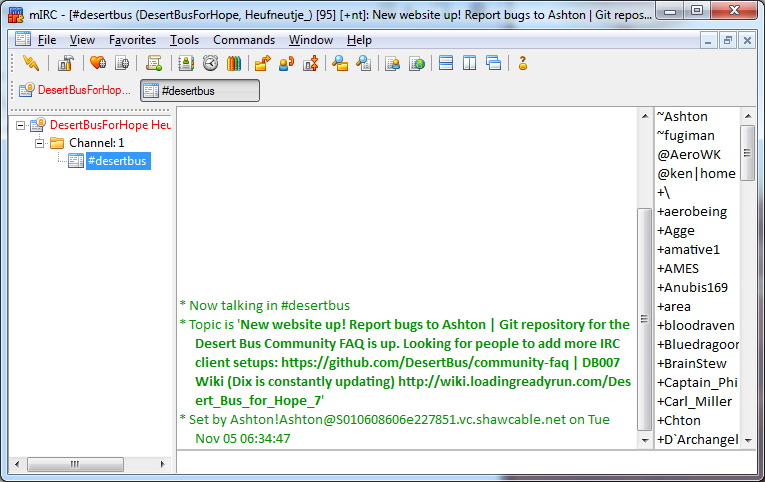 mIRC - [#desertbus (DesertBusForHope, Heufneutje_) [95] [+nt]: New website up! Report bugs to Ashton | Git repos...
File View Favorites Tools Commands Window Help
DesertBusForHop... #desertbus
DesertBusForHope Heu
Channel: 1
#desertbus
* Now talking in #desertbus
* Topic is 'New website up! Report bugs to Ashton | Git repository for the
Desert Bus Community FAQ is up. Looking for people to add more IRC
client setups: https://github.com/DesertBus/community-faq | DB007
Wiki (Dix is constantly updating) http://wiki.loadingreadyrun.com/Des
ert_Bus_for_Hope_7'
* Set by Ashton!Ashton@S010608606e227851.vc.shawcable.net on Tue
Nov 05 06:34:47
~Ashton
~fugiman
@AeroWK
@ken|home
+\
+aerobeing
+Agge
+amative1
+AMES
+Anubis169
+area
+bloodraven
+Bluedragoor
+BrainStew
+Captain_Phi
+Carl_Miller
+Chton
+D`Archangel